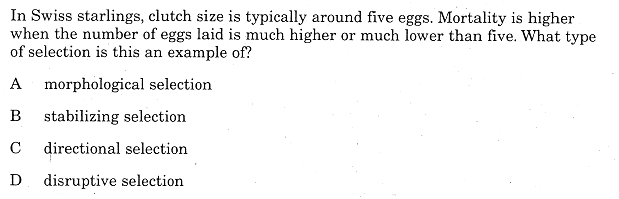 In Swiss starlings, clutch size is typically around five eggs. Mortality is higher
when the number of eggs laid is much higher or much lower than five. What type
of selection is this an example of?
A morphological selection
B stabilizing selection
C directional selection
D disruptive selection